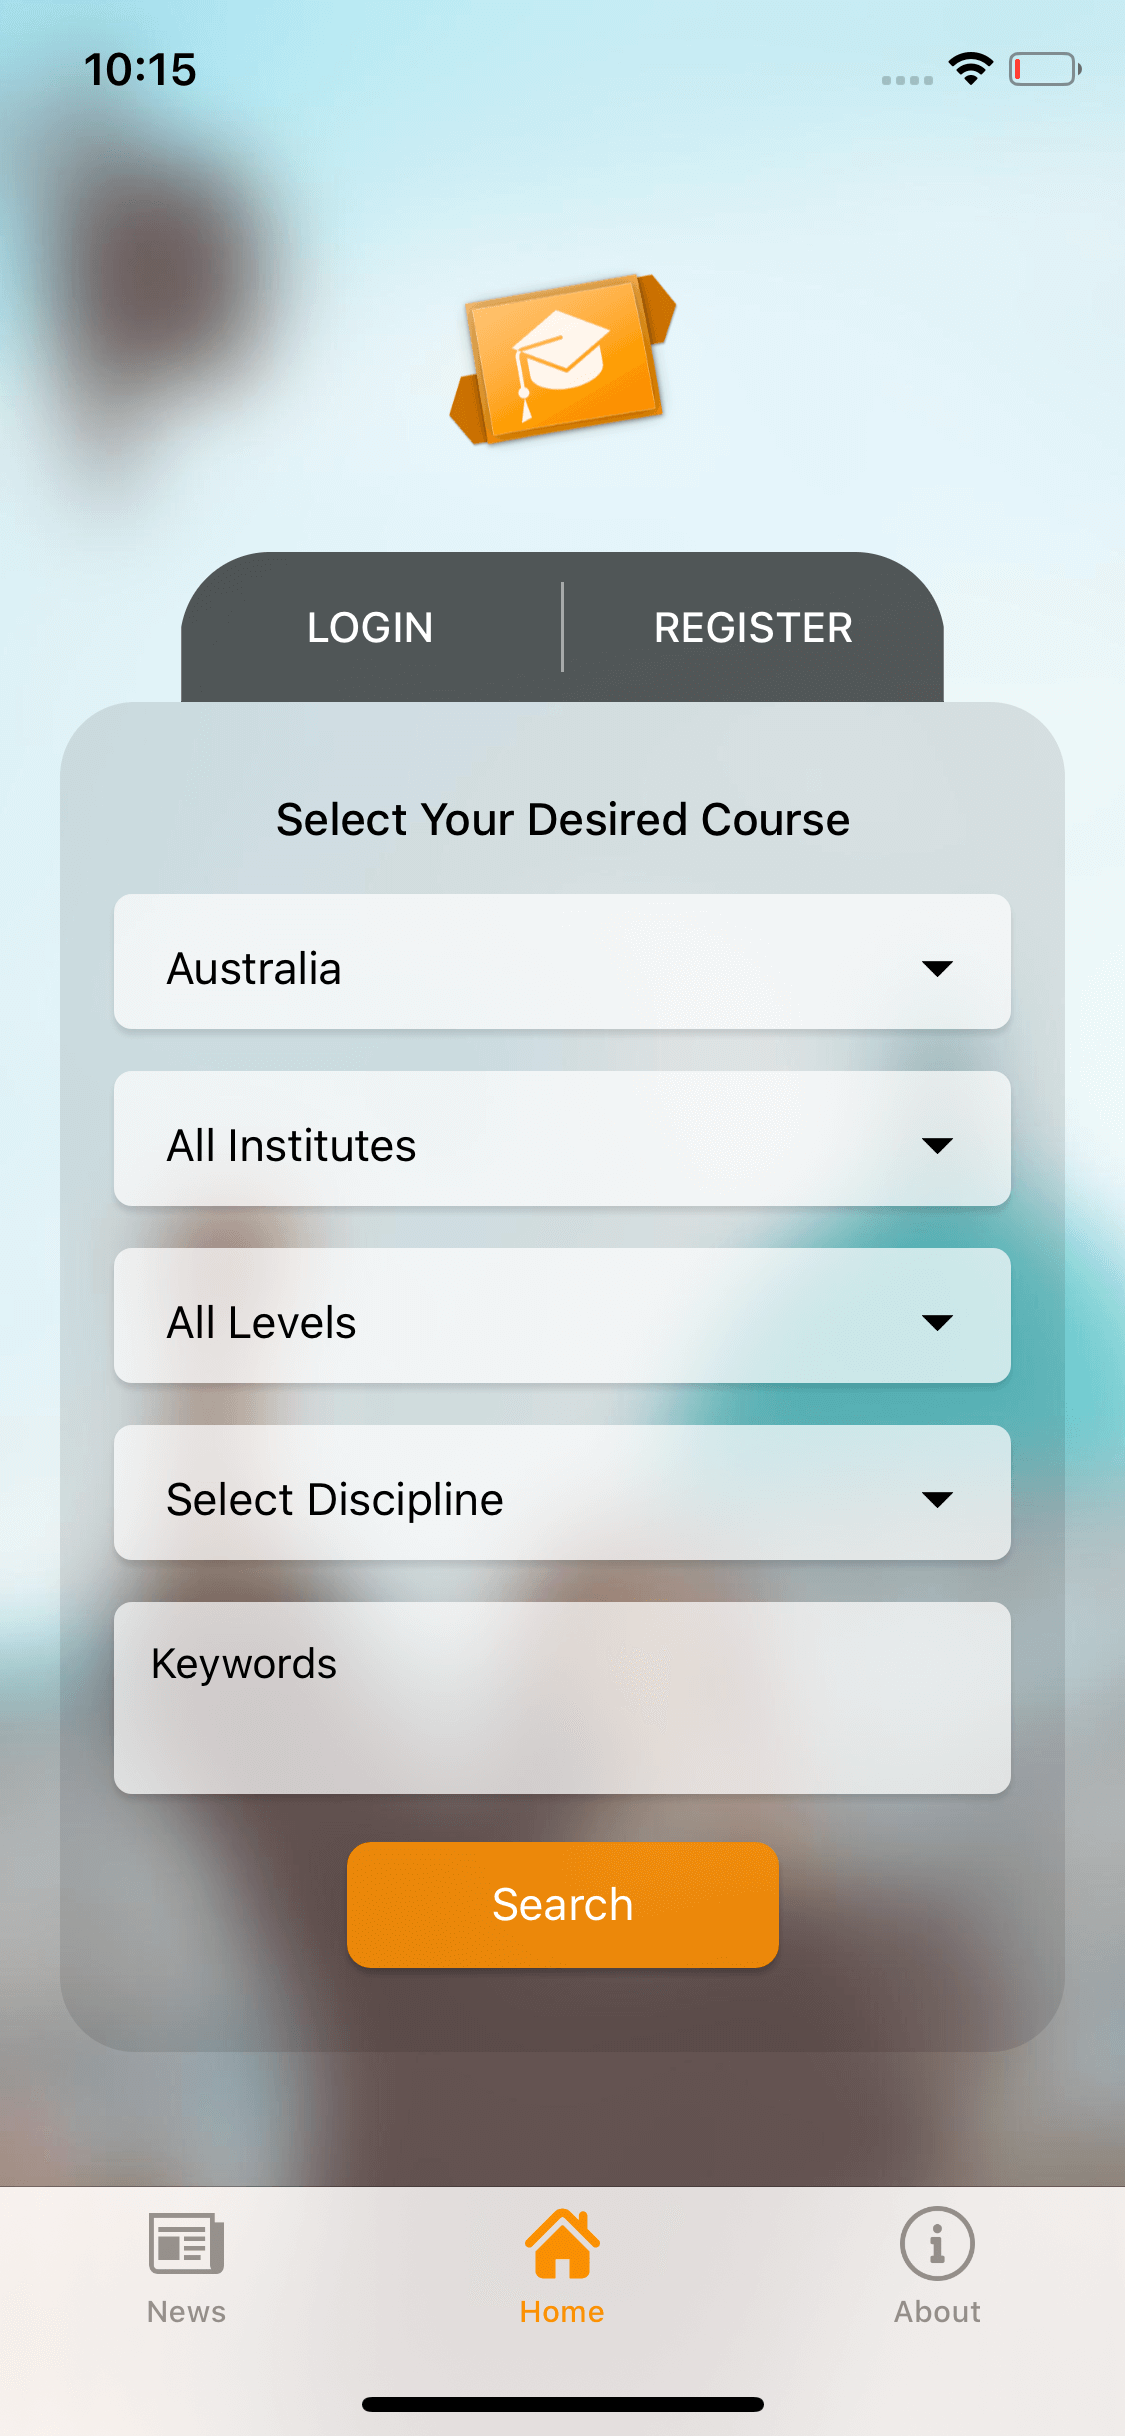 10:15
LOGIN
REGISTER
Select Your Desired Course
Australia
All Institutes
All Levels
Select Discipline
Keywords
Search
News
Home
About